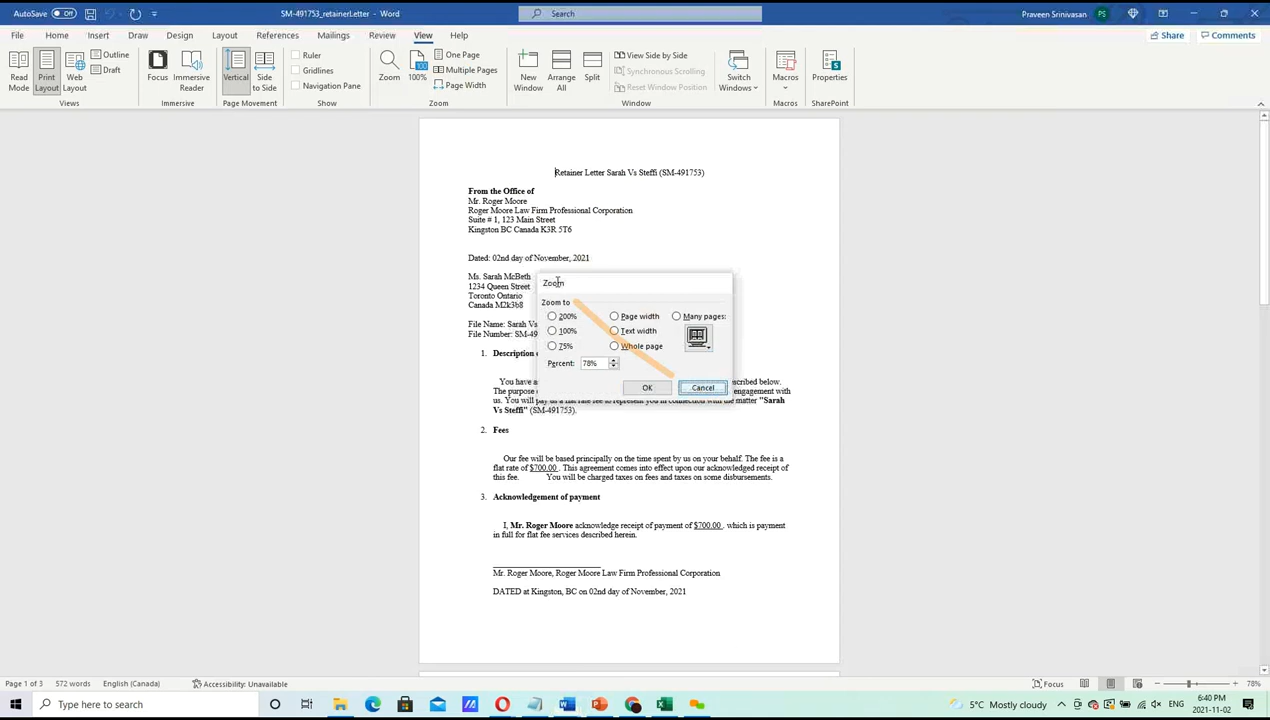 AutoSave Off SM-491753_retainerLetter - Word Search Praveen Srinivasan PS
File Home Insert Draw Design Layout References Mailings Review View Help Share Comments
Read Mode
Print Layout
Web Layout
Outline
Draft
Views
Focus
Immersive Reader
Immersive
Vertical
Side to Side
Page Movement
Ruler
Gridlines
Navigation Pane
Show
Zoom
100
100%
One Page
Multiple Pages
Page Width
Zoom
New Window
Arrange All
Split
View Side by Side
Synchronous Scrolling
Reset Window Position
Switch Windows
Window
Macros
Macros
Properties
SharePoint
Retainer Letter Sarah Vs Steffi (SM-491753)
From the Office of
Mr. Roger Moore
Roger Moore Law Firm Professional Corporation
Suite # 1, 123 Main Street
Kingston BC Canada K3R 5T6
Dated: 02nd day of November, 2021
Ms. Sarah McBeth
1234 Queen Street
Toronto Ontario
Canada M2k3b8
File Name: Sarah Vs
File Number: SM-49
1. Description
You have as scribed below.
The purpose engagement with
us. You will pay us a flat rate fee to represent you in connection with the matter "Sarah
Vs Steffi" (SM-491753).
2. Fees
Our fee will be based principally on the time spent by us on your behalf. The fee is a
flat rate of $700.00 . This agreement comes into effect upon our acknowledged receipt of
this fee. You will be charged taxes on fees and taxes on some disbursements.
3. Acknowledgement of payment
I, Mr. Roger Moore acknowledge receipt of payment of $700.00 , which is payment
in full for flat fee services described herein.
Mr. Roger Moore, Roger Moore Law Firm Professional Corporation
DATED at Kingston, BC on 02nd day of November, 2021
Zoom
Zoom to
200% Page width Many pages:
100% Text width
75% Whole page
Percent: 78%
OK Cancel
Page 1 of 3 572 words English (Canada) Accessibility: Unavailable Focus 78%
Type here to search
5°C Mostly cloudy ENG 6:40 PM
2021-11-02